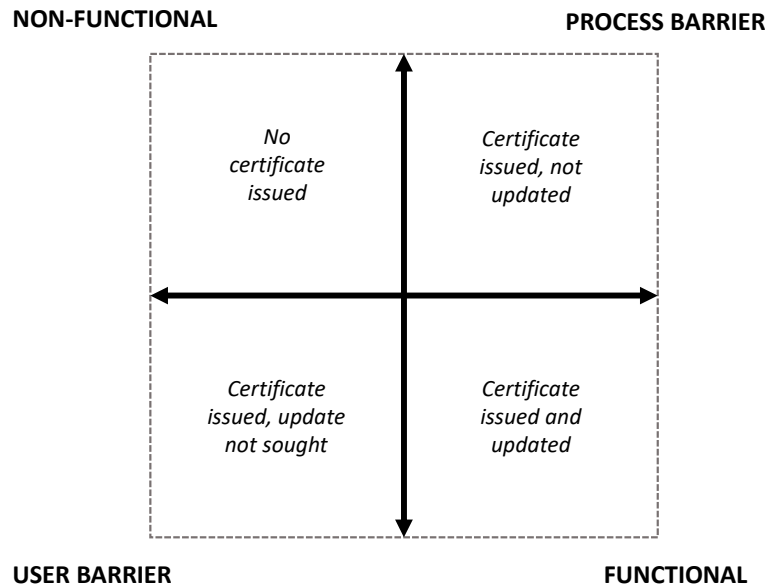 NON-FUNCTIONAL
PROCESS BARRIER
No
certificate
issued
Certificate
issued, not
updated
Certificate
issued, update
not sought
Certificate
issued and
updated
USER BARRIER
FUNCTIONAL